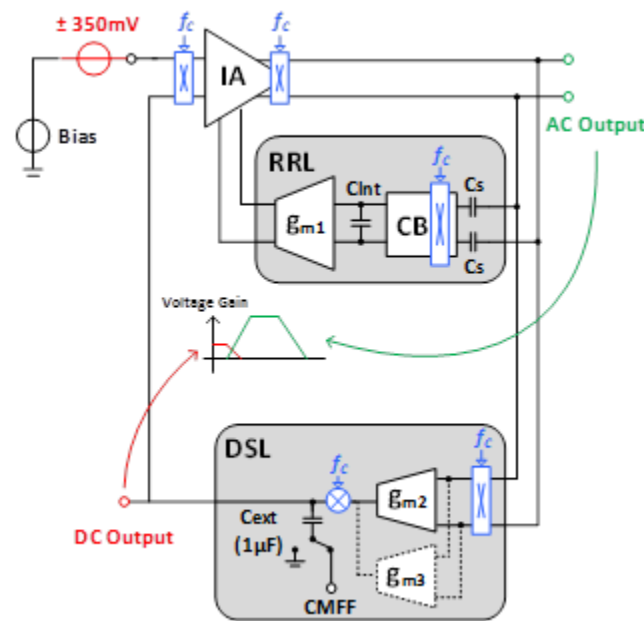 ± 350mV
fc
fc
IA
Bias
AC Output
RRL
fc
CInt
Cs
gm1
CB
Cs
Voltage Gain
DSL
fc
fc
gm2
DC Output
Cext
(1µF)
gm3
CMFF